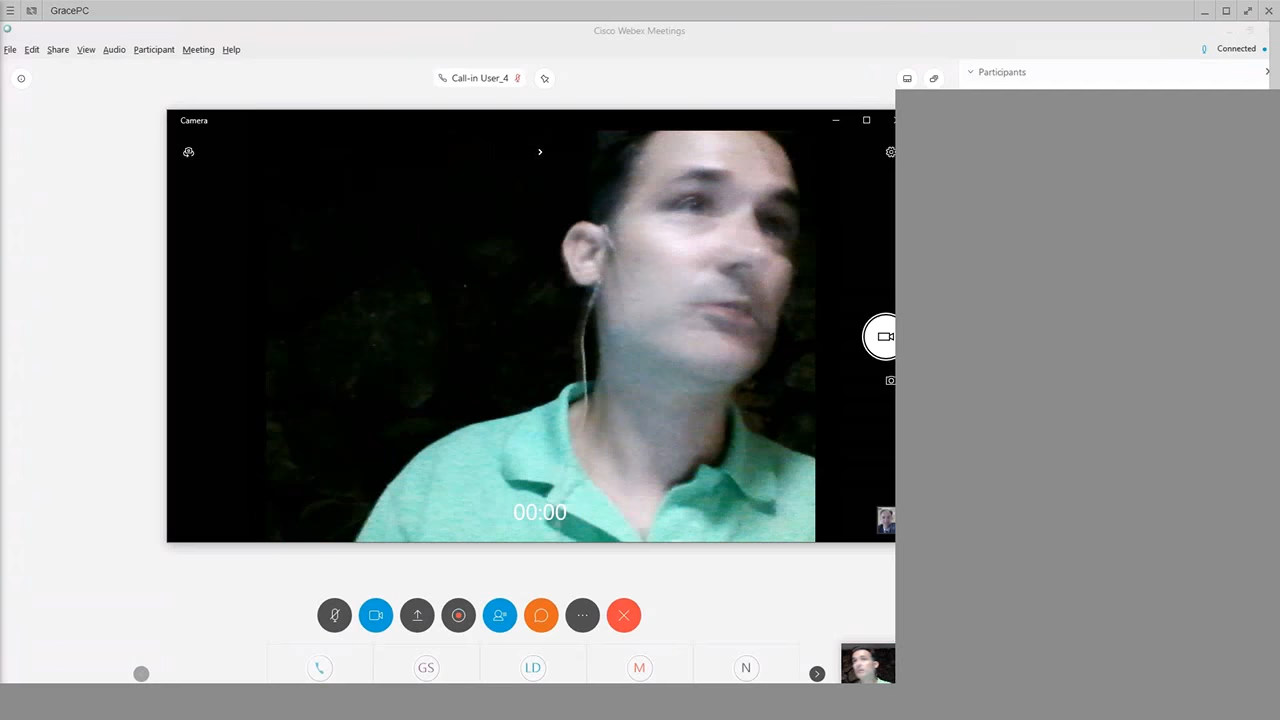 GracePC
Cisco Webex Meetings
File Edit Share View Audio Participant Meeting Help
Connected
Call-in User_4
Participants
Camera
00:00
GS LD M N